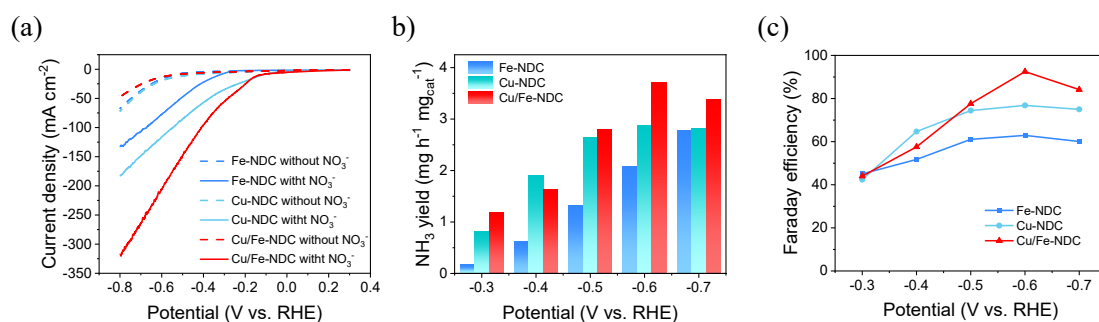 (a)
Current density (mA cm⁻²)
0
-50
-100
-150
-200
-250
-300
-350
Fe-NDC without NO₃⁻
Fe-NDC witht NO₃⁻
Cu-NDC without NO₃⁻
Cu-NDC witht NO₃⁻
Cu/Fe-NDC without NO₃⁻
Cu/Fe-NDC witht NO₃⁻
-0.8 -0.6 -0.4 -0.2 0.0 0.2 0.4
Potential (V vs. RHE)
b)
NH₃ yield (mg h⁻¹ mg꜀ₐₜ⁻¹)
4
3
2
1
0
Fe-NDC
Cu-NDC
Cu/Fe-NDC
-0.3 -0.4 -0.5 -0.6 -0.7
Potential (V vs. RHE)
(c)
Faraday efficiency (%)
100
80
60
40
20
0
Fe-NDC
Cu-NDC
Cu/Fe-NDC
-0.3 -0.4 -0.5 -0.6 -0.7
Potential (V vs. RHE)